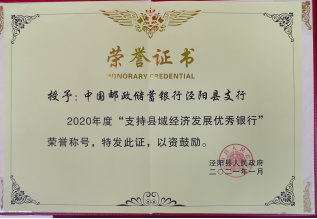 荣誉证书
HONORARY CREDENTIAL
授予：中国邮政储蓄银行泾阳县支行
2020年度“支持县域经济发展优秀银行”
荣誉称号，特发此证，以资鼓励。
泾阳县人民政府
二〇二一年一月